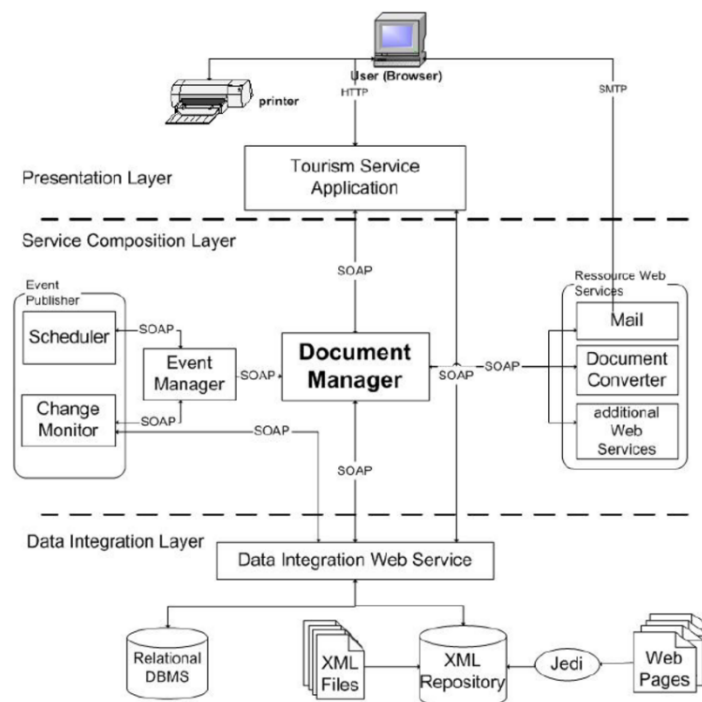 User (Browser)
printer
HTTP
SMTP
Tourism Service
Application
Presentation Layer
Service Composition Layer
SOAP
Event
Publisher
Ressource Web
Services
Scheduler
SOAP
Mail
Event
Manager
SOAP
Document
Manager
SOAP
SOAP
Document
Converter
Change
Monitor
SOAP
SOAP
additional
Web
Services
SOAP
Data Integration Layer
Data Integration Web Service
Relational
DBMS
XML
Files
XML
Repository
Jedi
Web
Pages